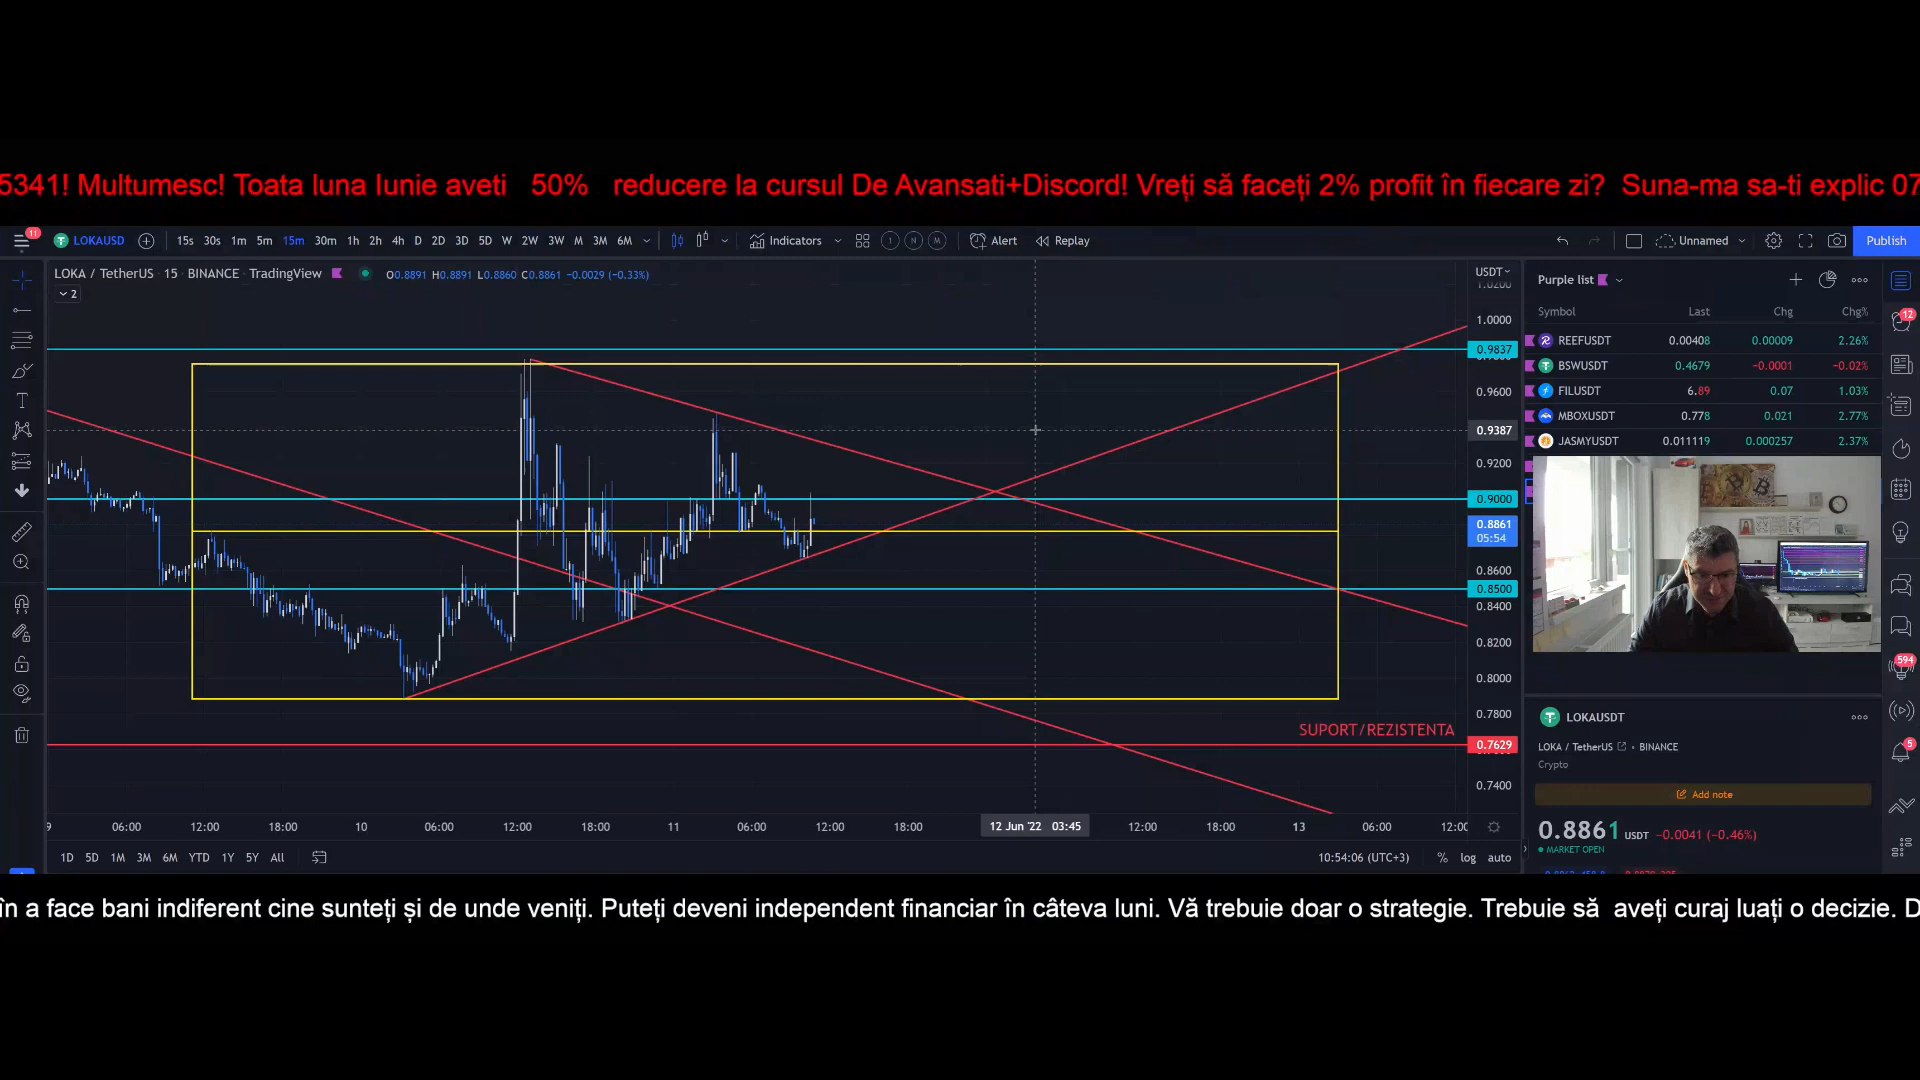 5341! Multumesc! Toata luna Iunie aveti 50% reducere la cursul De Avansati+Discord! Vreți să faceți 2% profit în fiecare zi? Suna-ma sa-ti explic 07
11
LOKAUSD 15s 30s 1m 5m 15m 30m 1h 2h 4h D 2D 3D 5D W 2W 3W M 3M 6M Indicators I N M Alert Replay Unnamed Publish
LOKA / TetherUS · 15 · BINANCE · TradingView O0.8891 H0.8891 L0.8860 C0.8861 −0.0029 (−0.33%)
2
USDT
1.0200
1.0000
0.9837
0.9600
0.9387
0.9200
0.9000
0.8861
05:54
0.8600
0.8500
0.8400
0.8200
0.8000
0.7800
SUPORT/REZISTENTA
0.7629
0.7400
9 06:00 12:00 18:00 10 06:00 12:00 18:00 11 06:00 12:00 18:00 12 Jun '22 03:45 12:00 18:00 13 06:00 12:00
1D 5D 1M 3M 6M YTD 1Y 5Y All 10:54:06 (UTC+3) % log auto
Purple list
Symbol Last Chg Chg%
REEFUSDT 0.00408 0.00009 2.26%
BSWUSDT 0.4679 −0.0001 −0.02%
FILUSDT 6.89 0.07 1.03%
MBOXUSDT 0.778 0.021 2.77%
JASMYUSDT 0.011119 0.000257 2.37%
LOKAUSDT
LOKA / TetherUS • BINANCE
Crypto
Add note
0.8861 USDT −0.0041 (−0.46%)
MARKET OPEN
12
594
5
în a face bani indiferent cine sunteți și de unde veniți. Puteți deveni independent financiar în câteva luni. Vă trebuie doar o strategie. Trebuie să aveți curaj luați o decizie. D